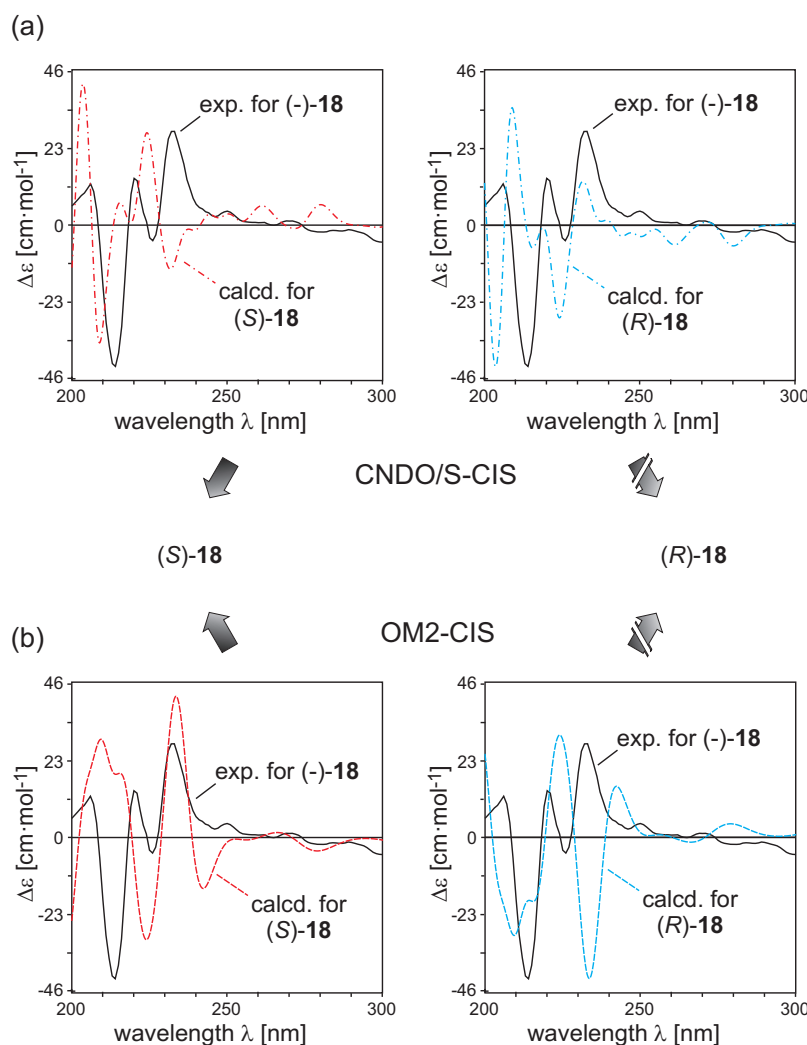 (a)
46
23
0
-23
-46
Δε [cm·mol-1]
exp. for (-)-18
calcd. for
(S)-18
200
250
300
wavelength λ [nm]
46
23
0
-23
-46
Δε [cm·mol-1]
exp. for (-)-18
calcd. for
(R)-18
200
250
300
wavelength λ [nm]
CNDO/S-CIS
(S)-18
(R)-18
(b)
OM2-CIS
46
23
0
-23
-46
Δε [cm·mol-1]
exp. for (-)-18
calcd. for
(S)-18
200
250
300
wavelength λ [nm]
46
23
0
-23
-46
Δε [cm·mol-1]
exp. for (-)-18
calcd. for
(R)-18
200
250
300
wavelength λ [nm]